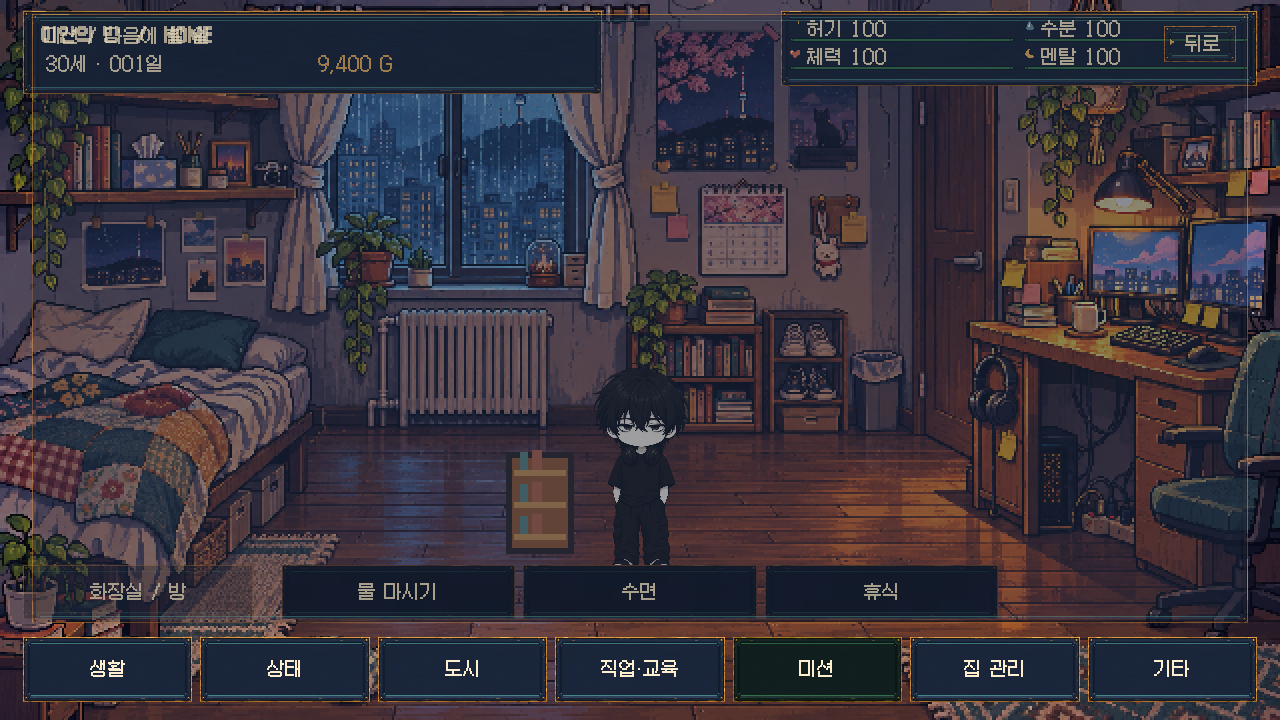 30세 · 001일
9,400 G
허기 100
수분 100
체력 100
멘탈 100
뒤로
화장실 / 방
물 마시기
수면
휴식
생활
상태
도시
직업·교육
미션
집 관리
기타